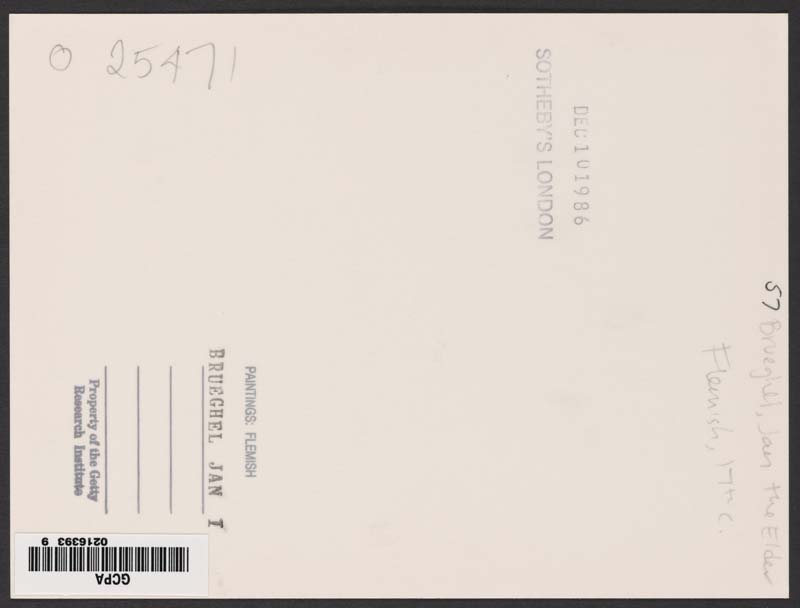 O 25471
SOTHEBY'S LONDON
DEC 10 1986
57 Brueghel, Jan the Elder
Flemish, 17th c.
PAINTINGS: FLEMISH
BRUEGHEL JAN I
Property of the Getty
Research Institute
GCPA
0216393 9